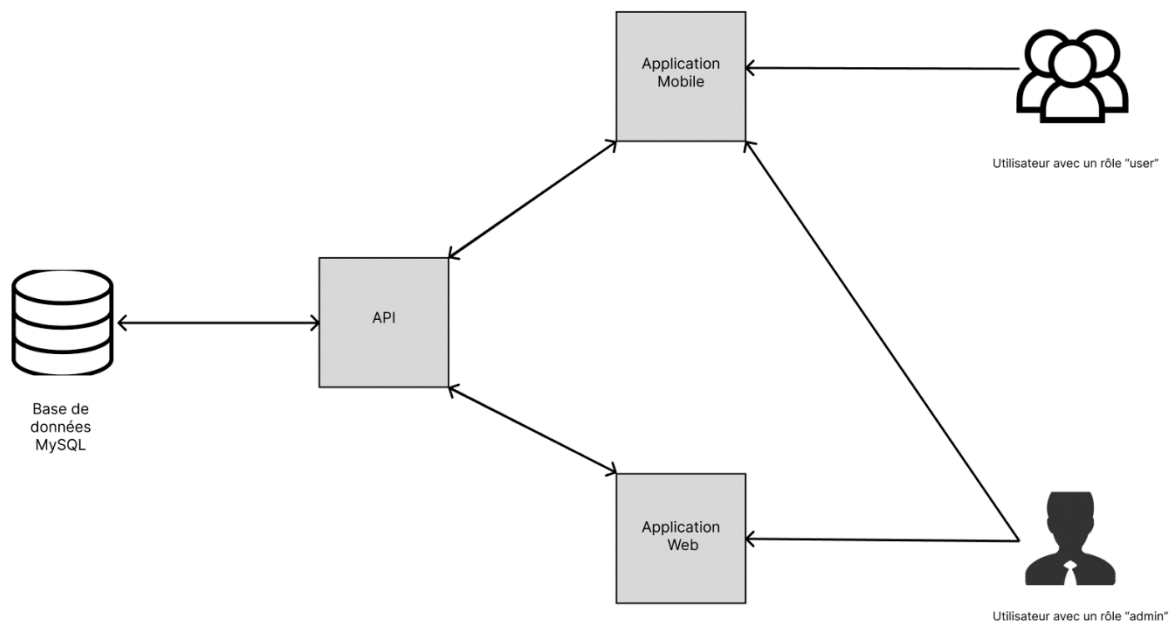 Application
Mobile
Utilisateur avec un rôle “user”
API
Base de
données
MySQL
Application
Web
Utilisateur avec un rôle “admin”